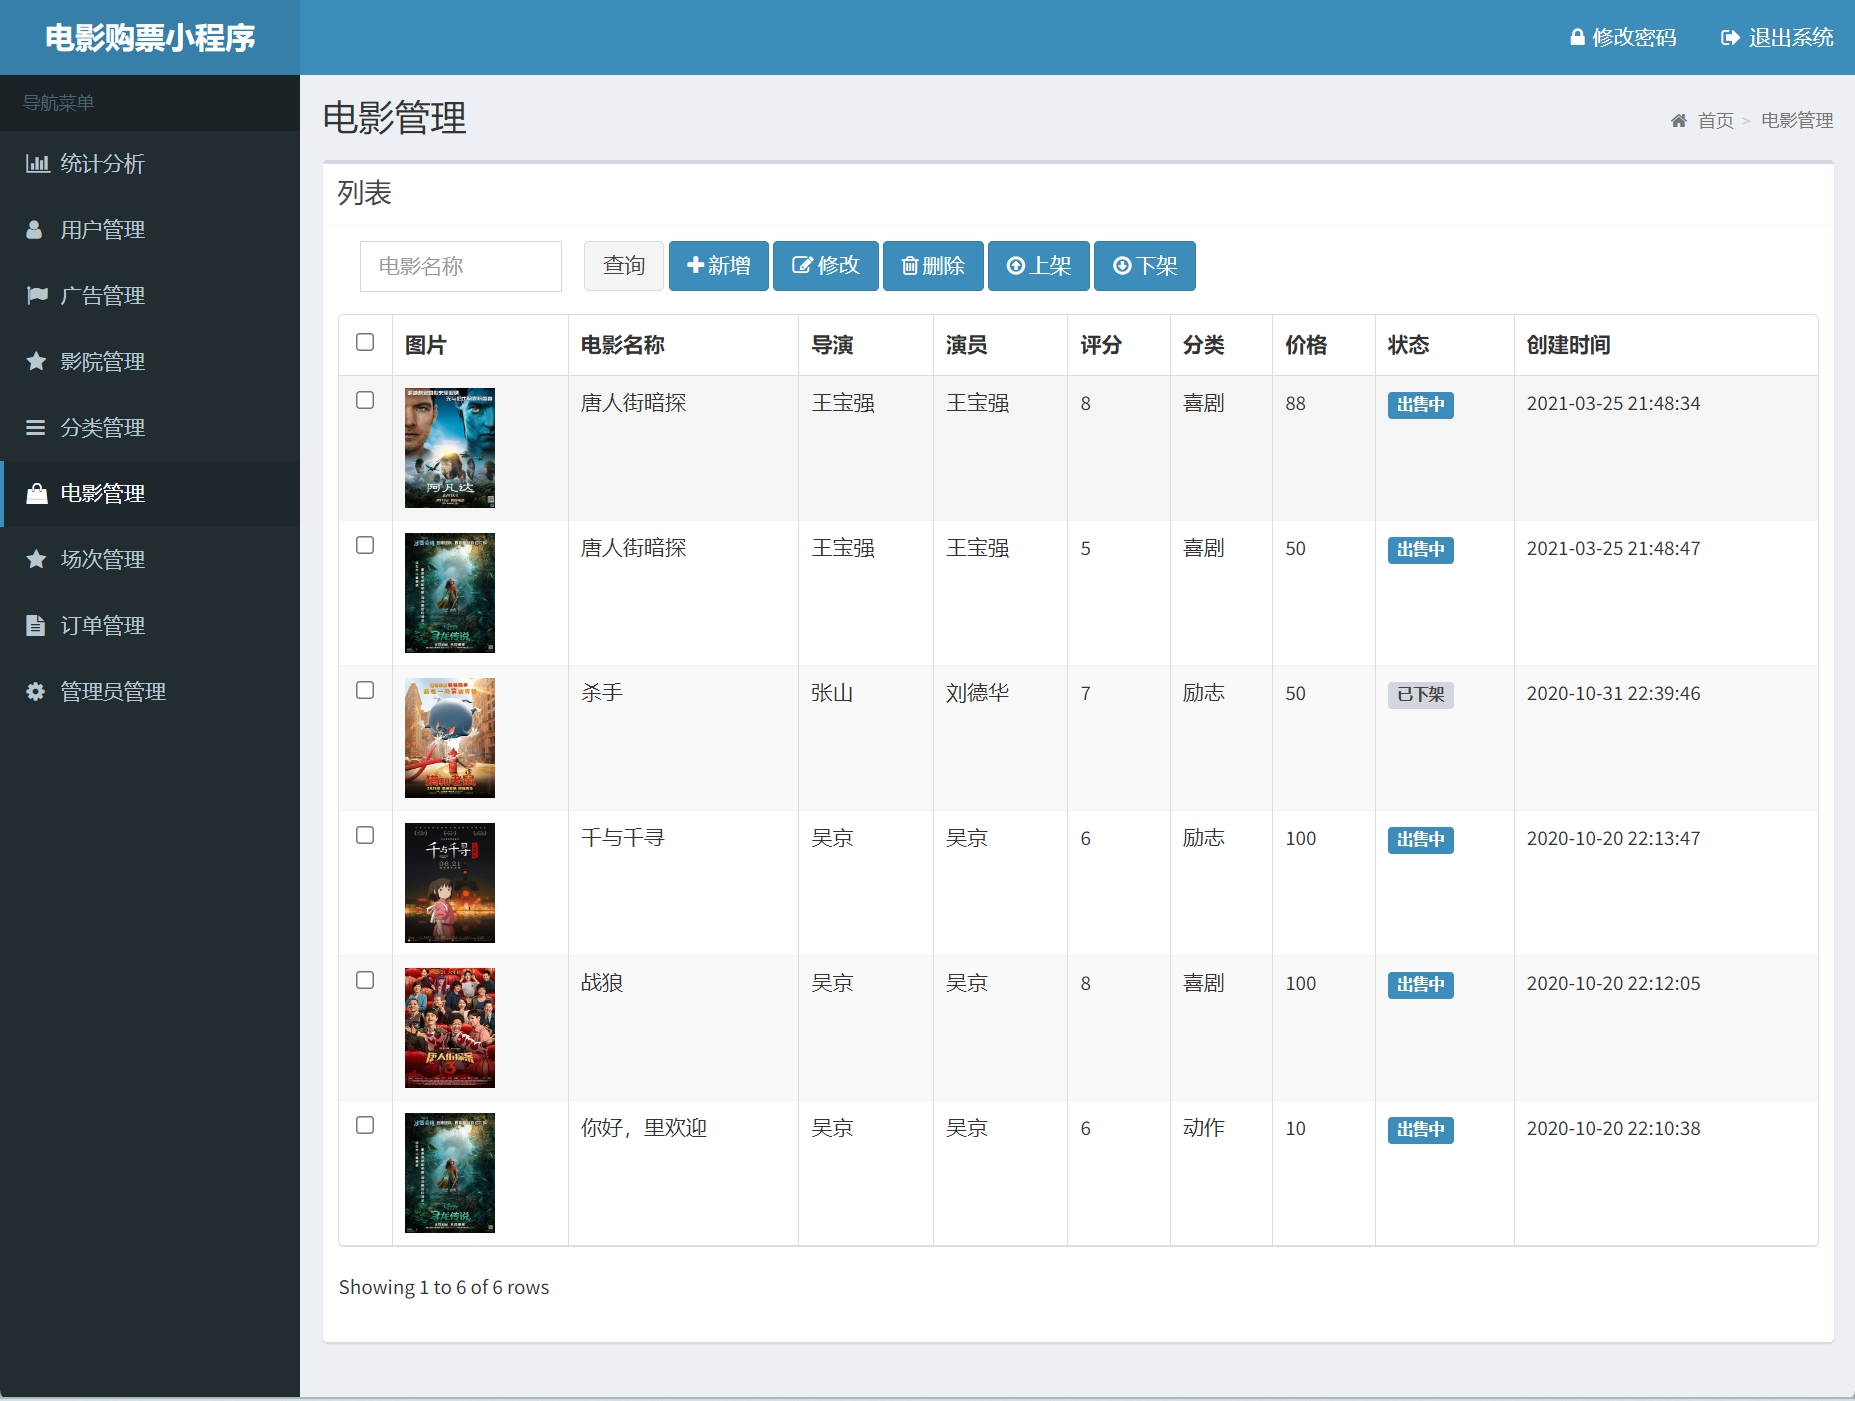 电影购票小程序
修改密码
退出系统
导航菜单
统计分析
用户管理
广告管理
影院管理
分类管理
电影管理
场次管理
订单管理
管理员管理
电影管理
首页 > 电影管理
列表
电影名称 查询 新增 修改 删除 上架 下架
图片 电影名称 导演 演员 评分 分类 价格 状态 创建时间
阿凡达
唐人街暗探 王宝强 王宝强 8 喜剧 88 出售中 2021-03-25 21:48:34
寻龙传说
唐人街暗探 王宝强 王宝强 5 喜剧 50 出售中 2021-03-25 21:48:47
猫和老鼠
杀手 张山 刘德华 7 励志 50 已下架 2020-10-31 22:39:46
千与千寻
06.21
千与千寻 吴京 吴京 6 励志 100 出售中 2020-10-20 22:13:47
唐人街探案
3
战狼 吴京 吴京 8 喜剧 100 出售中 2020-10-20 22:12:05
寻龙传说
你好，里欢迎 吴京 吴京 6 动作 10 出售中 2020-10-20 22:10:38
Showing 1 to 6 of 6 rows